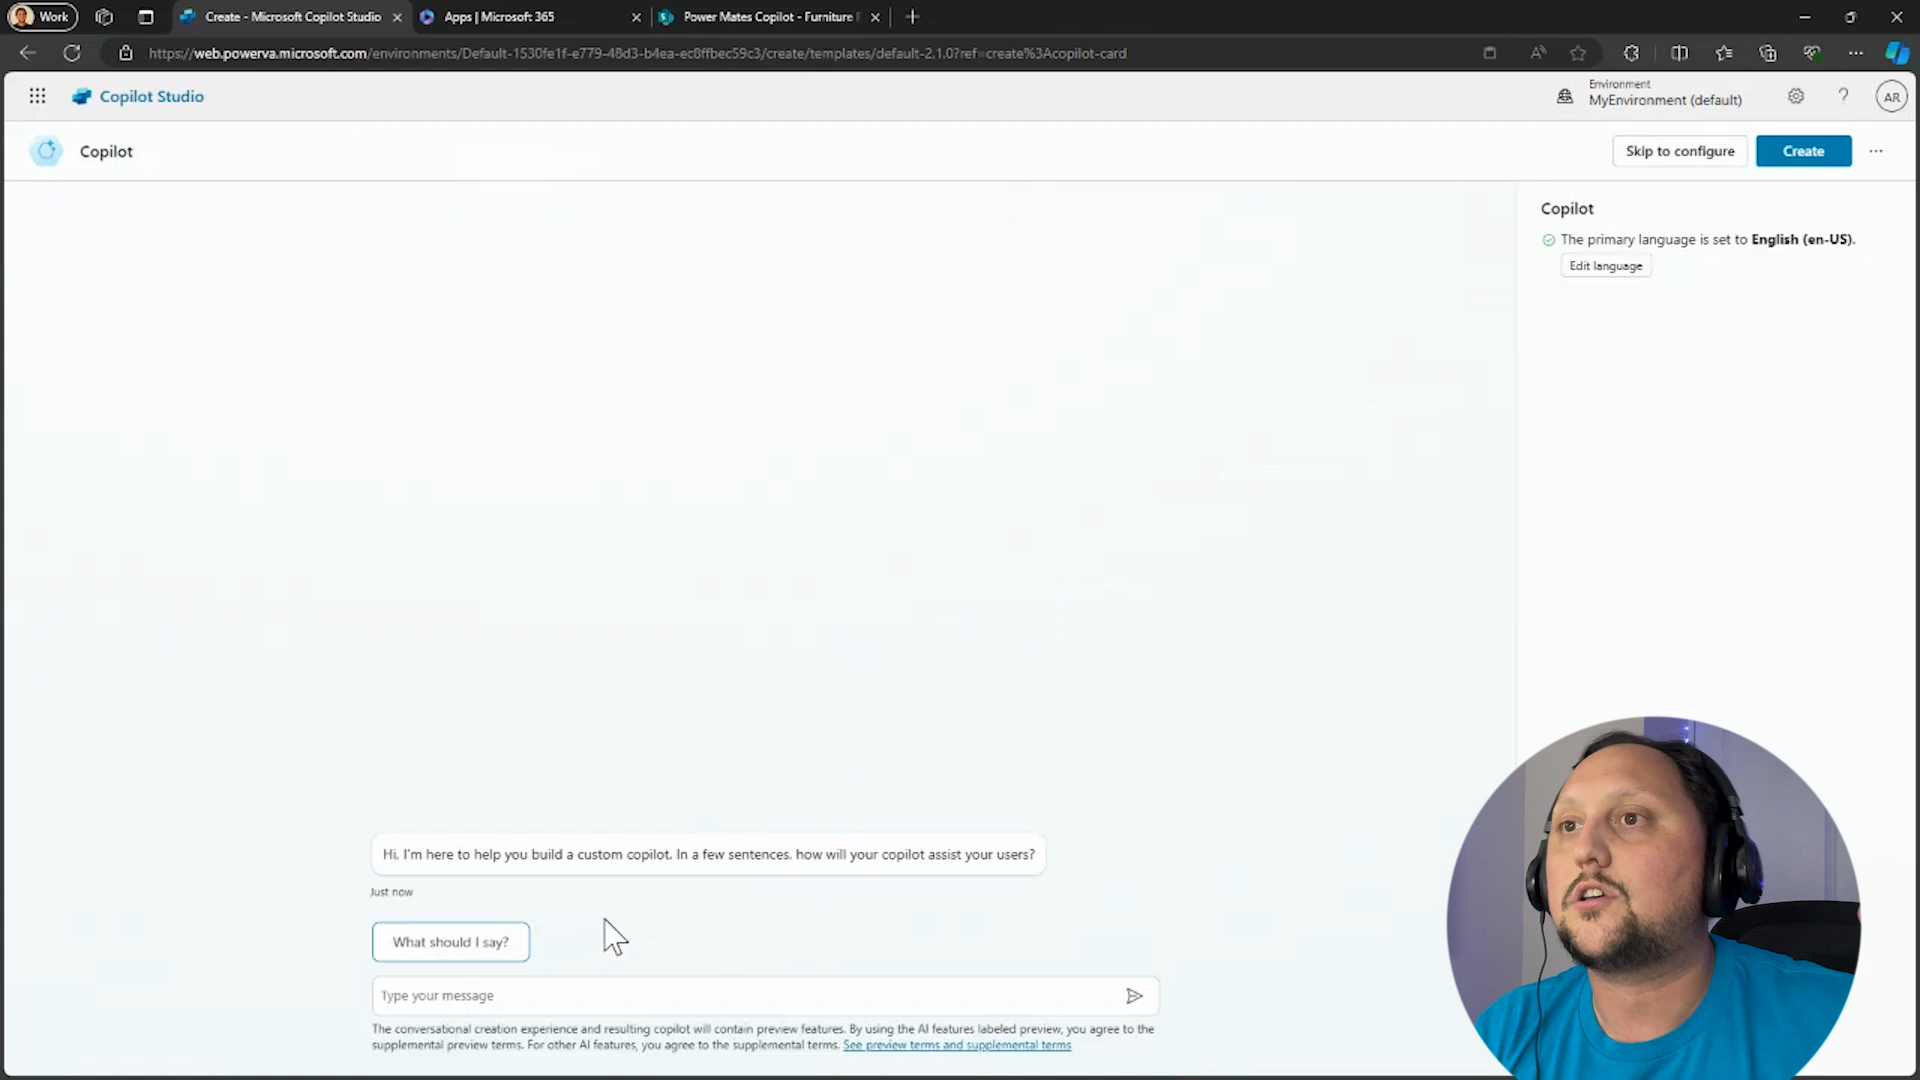 Work
Create - Microsoft Copilot Studio
Apps | Microsoft 365
Power Mates Copilot - Furniture
https://web.powerva.microsoft.com/environments/Default-1530fe1f-e779-48d3-b4ea-ec8ffbec59c3/create/templates/default-2.1.0?ref=create%3Acopilot-card
Copilot Studio
Environment
MyEnvironment (default)
?
AR
Copilot
Skip to configure
Create
Copilot
The primary language is set to English (en-US).
Edit language
Hi, I'm here to help you build a custom copilot. In a few sentences, how will your copilot assist your users?
Just now
What should I say?
Type your message
The conversational creation experience and resulting copilot will contain preview features. By using the AI features labeled preview, you agree to the
supplemental preview terms. For other AI features, you agree to the supplemental terms. See preview terms and supplemental terms